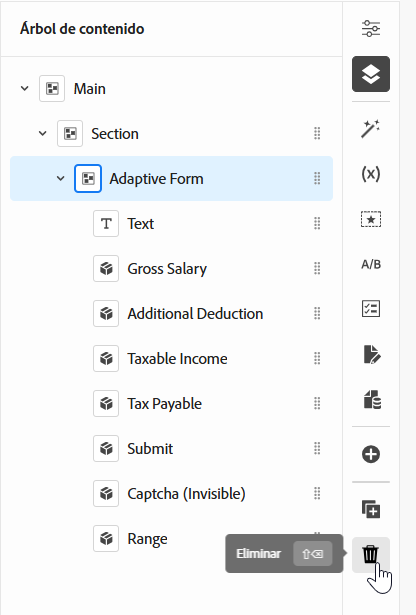 Árbol de contenido
Main
Section
Adaptive Form
(x)
T Text
Gross Salary
A/B
Additional Deduction
Taxable Income
Tax Payable
Submit
Captcha (Invisible)
Range
Eliminar ⇧⌫